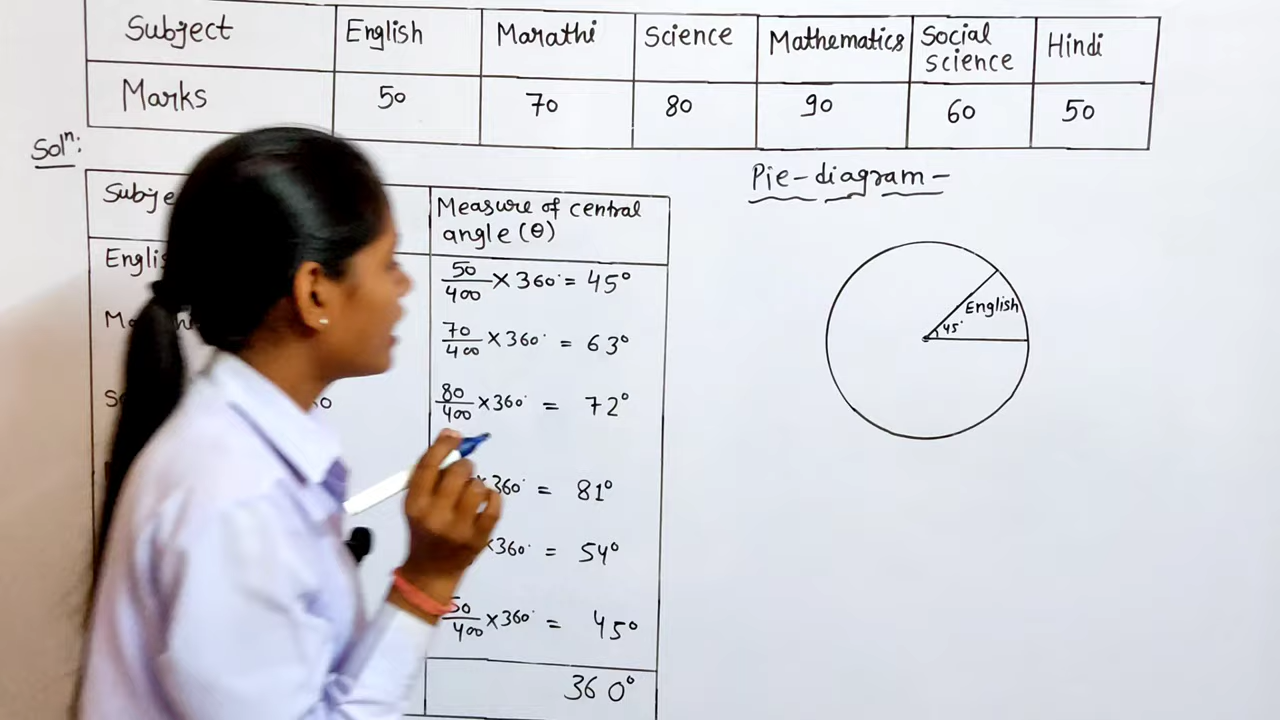 Subject English Marathi Science Mathematics Social science Hindi
Marks 50 70 80 90 60 50
Solⁿ:
Measure of central
angle (θ)
50/400 × 360° = 45°
70/400 × 360° = 63°
80/400 × 360° = 72°
×360° = 81°
×360° = 54°
50/400 × 360° = 45°
360°
Pie-diagram-
English
45°